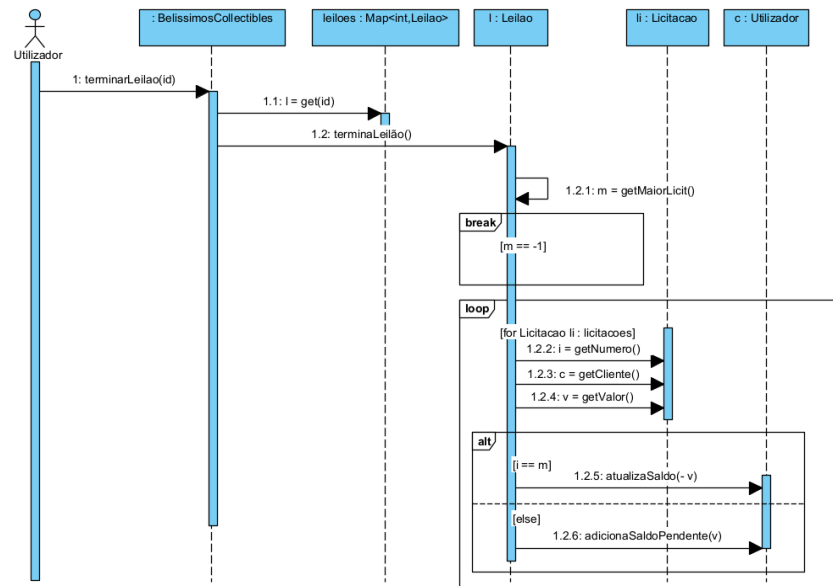 : BelissimosCollectibles
leiloes : Map<int,Leilao>
l : Leilao
li : Licitacao
c : Utilizador
Utilizador
1: terminarLeilao(id)
1.1: l = get(id)
1.2: terminaLeilão()
1.2.1: m = getMaiorLicit()
break
[m == -1]
loop
[for Licitacao li : licitacoes]
1.2.2: i = getNumero()
1.2.3: c = getCliente()
1.2.4: v = getValor()
alt
[i == m]
1.2.5: atualizaSaldo(- v)
[else]
1.2.6: adicionaSaldoPendente(v)